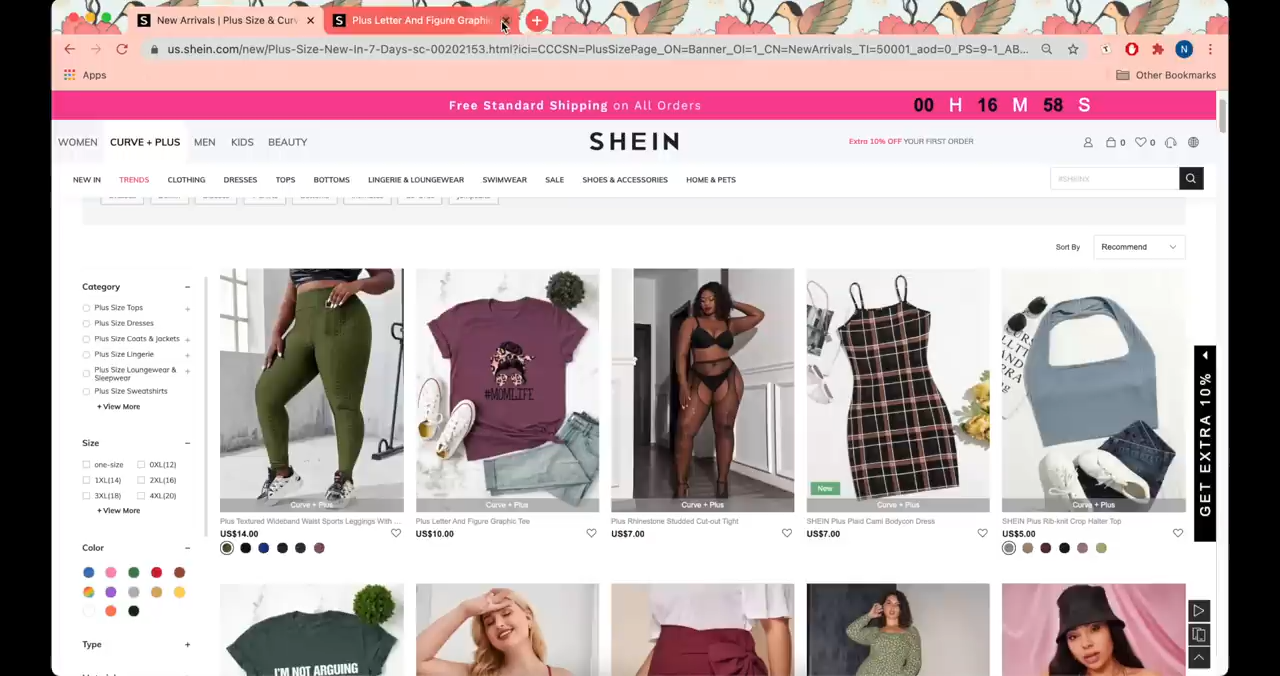 New Arrivals | Plus Size & Curv
Plus Letter And Figure Graphic
us.shein.com/new/Plus-Size-New-In-7-Days-sc-00202153.html?ici=CCCSN=PlusSizePage_ON=Banner_OI=1_CN=NewArrivals_TI=50001_aod=0_PS=9-1_AB...
N
Apps
Other Bookmarks
Free Standard Shipping on All Orders
00 H 16 M 58 S
WOMEN CURVE + PLUS MEN KIDS BEAUTY
SHEIN
Extra 10% OFF YOUR FIRST ORDER
0 0
NEW IN TRENDS CLOTHING DRESSES TOPS BOTTOMS LINGERIE & LOUNGEWEAR SWIMWEAR SALE SHOES & ACCESSORIES HOME & PETS
#SHEINX
Sort By Recommend
Category
Plus Size Tops
Plus Size Dresses
Plus Size Coats & Jackets
Plus Size Lingerie
Plus Size Loungewear &
Sleepwear
Plus Size Sweatshirts
+ View More
Size
one-size 0XL(12)
1XL(14) 2XL(16)
3XL(18) 4XL(20)
+ View More
Color
Type
#MOMLIFE
New
Curve + Plus
Curve + Plus
Curve + Plus
Curve + Plus
Curve + Plus
Plus Textured Wideband Waist Sports Leggings With ...
US$14.00
Plus Letter And Figure Graphic Tee
US$10.00
Plus Rhinestone Studded Cut-out Tight
US$7.00
SHEIN Plus Plaid Cami Bodycon Dress
US$7.00
SHEIN Plus Rib-knit Crop Halter Top
US$5.00
GET EXTRA 10%
I'M NOT ARGUING